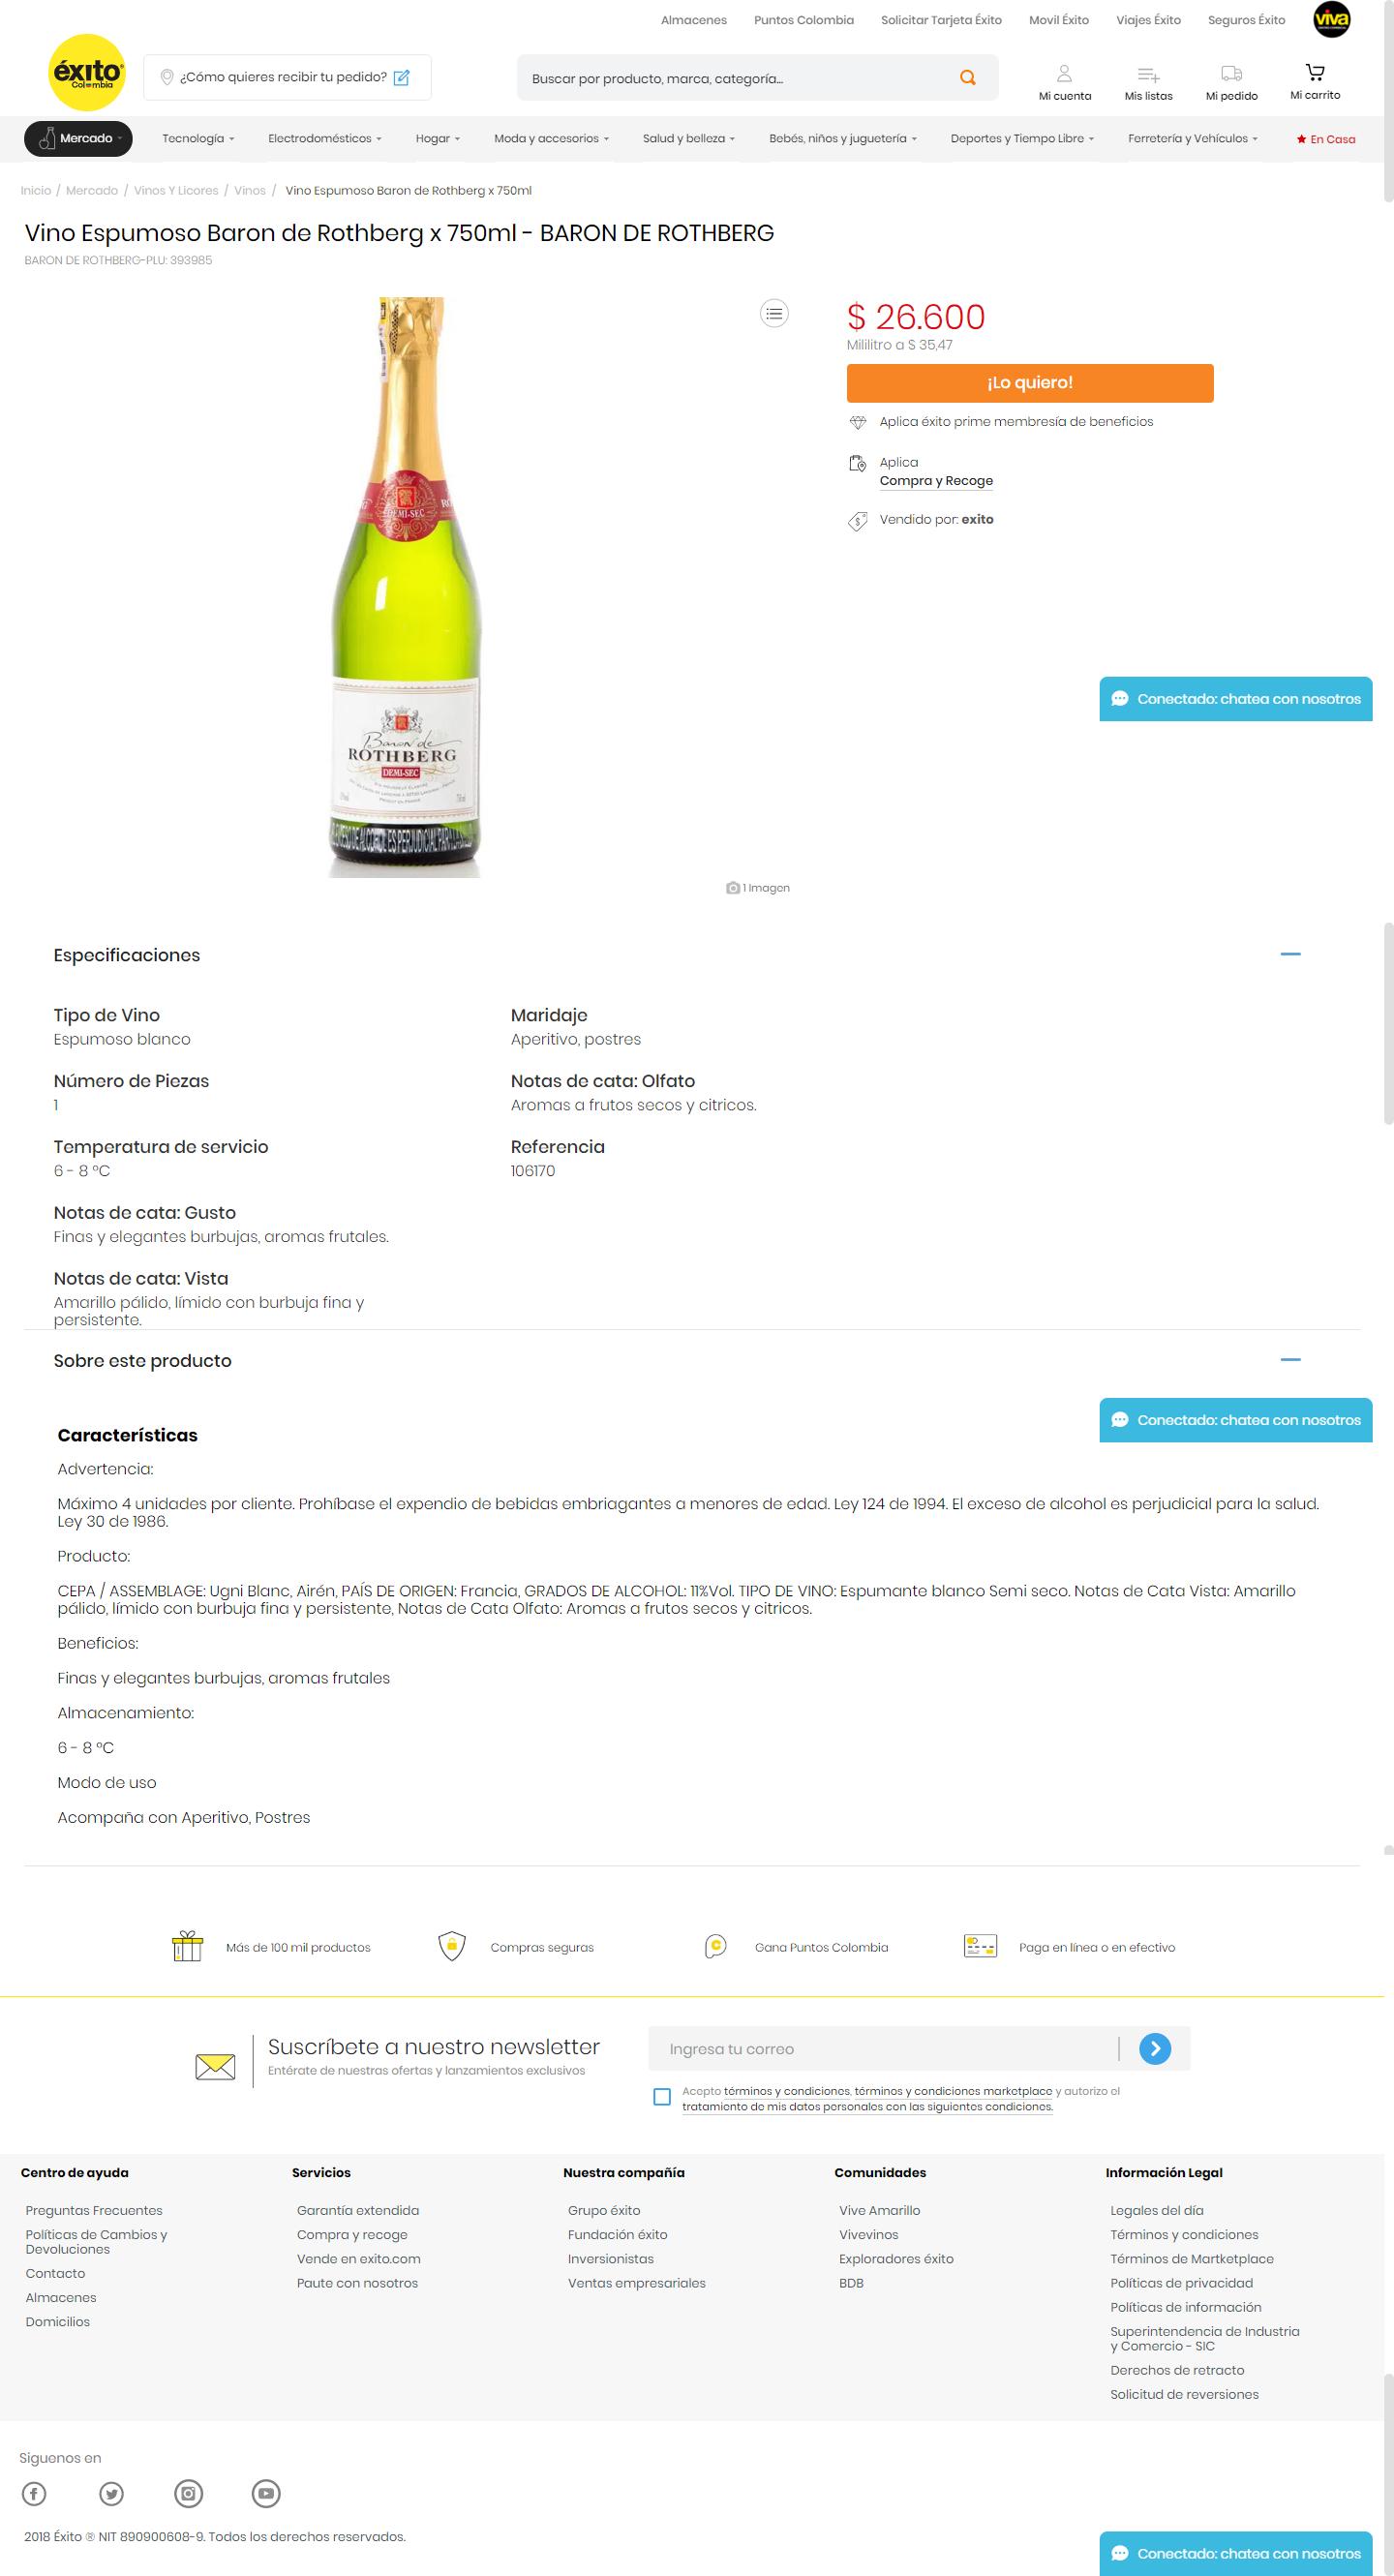 Almacenes Puntos Colombia Solicitar Tarjeta Éxito Movil Éxito Viajes Éxito Seguros Éxito viva
éxito
Colombia
¿Cómo quieres recibir tu pedido?
Buscar por producto, marca, categoría...
Mi cuenta Mis listas Mi pedido Mi carrito
Mercado Tecnología Electrodomésticos Hogar Moda y accesorios Salud y belleza Bebés, niños y juguetería Deportes y Tiempo Libre Ferretería y Vehículos En Casa
Inicio / Mercado / Vinos Y Licores / Vinos / Vino Espumoso Baron de Rothberg x 750ml
Vino Espumoso Baron de Rothberg x 750ml - BARON DE ROTHBERG
BARON DE ROTHBERG-PLU: 393985
DEMI-SEC
Baron de
ROTHBERG
DEMI-SEC
1 Imagen
$ 26.600
Mililitro a $ 35,47
¡Lo quiero!
Aplica éxito prime membresía de beneficios
Aplica
Compra y Recoge
Vendido por: exito
Conectado: chatea con nosotros
Especificaciones
Tipo de Vino
Espumoso blanco
Maridaje
Aperitivo, postres
Número de Piezas
1
Notas de cata: Olfato
Aromas a frutos secos y citricos.
Temperatura de servicio
6 - 8 ºC
Referencia
106170
Notas de cata: Gusto
Finas y elegantes burbujas, aromas frutales.
Notas de cata: Vista
Amarillo pálido, límido con burbuja fina y
persistente.
Sobre este producto
Conectado: chatea con nosotros
Características
Advertencia:
Máximo 4 unidades por cliente. Prohíbase el expendio de bebidas embriagantes a menores de edad. Ley 124 de 1994. El exceso de alcohol es perjudicial para la salud.
Ley 30 de 1986.
Producto:
CEPA / ASSEMBLAGE: Ugni Blanc, Airén, PAÍS DE ORIGEN: Francia, GRADOS DE ALCOHOL: 11%Vol. TIPO DE VINO: Espumante blanco Semi seco. Notas de Cata Vista: Amarillo
pálido, límido con burbuja fina y persistente, Notas de Cata Olfato: Aromas a frutos secos y citricos.
Beneficios:
Finas y elegantes burbujas, aromas frutales
Almacenamiento:
6 - 8 ºC
Modo de uso
Acompaña con Aperitivo, Postres
Más de 100 mil productos Compras seguras Gana Puntos Colombia Paga en línea o en efectivo
Suscríbete a nuestro newsletter
Entérate de nuestras ofertas y lanzamientos exclusivos
Ingresa tu correo
Acepto términos y condiciones, términos y condiciones marketplace y autorizo el
tratamiento de mis datos personales con las siguientes condiciones.
Centro de ayuda
Preguntas Frecuentes
Políticas de Cambios y
Devoluciones
Contacto
Almacenes
Domicilios
Servicios
Garantía extendida
Compra y recoge
Vende en exito.com
Paute con nosotros
Nuestra compañía
Grupo éxito
Fundación éxito
Inversionistas
Ventas empresariales
Comunidades
Vive Amarillo
Vivevinos
Exploradores éxito
BDB
Información Legal
Legales del día
Términos y condiciones
Términos de Martketplace
Políticas de privacidad
Políticas de información
Superintendencia de Industria
y Comercio - SIC
Derechos de retracto
Solicitud de reversiones
Siguenos en
2018 Éxito ® NIT 890900608-9. Todos los derechos reservados.
Conectado: chatea con nosotros